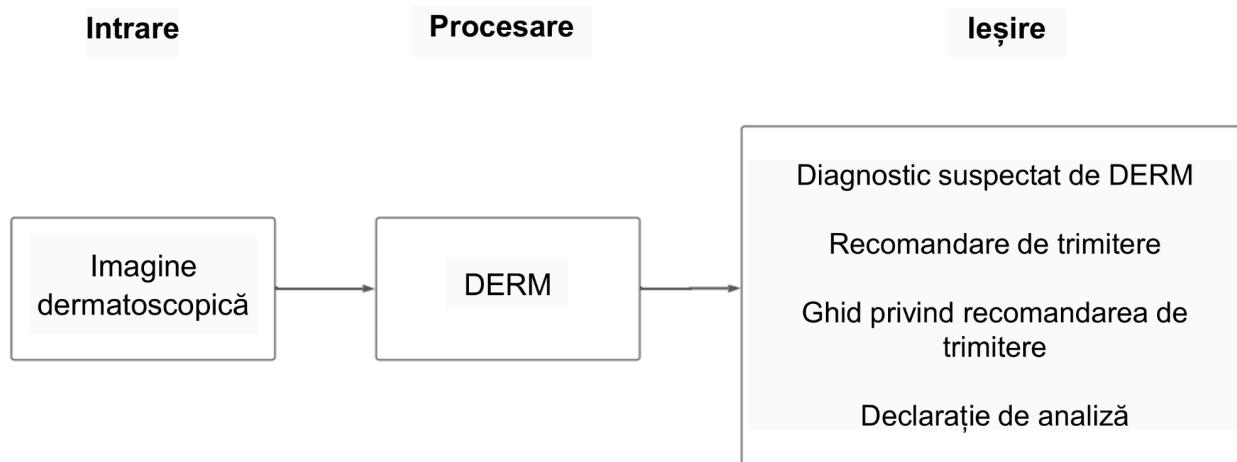 Intrare
Procesare
Ieșire
Imagine
dermatoscopică
DERM
Diagnostic suspectat de DERM
Recomandare de trimitere
Ghid privind recomandarea de
trimitere
Declarație de analiză